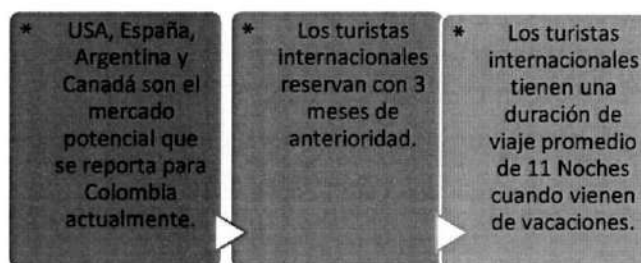 * USA, España,
Argentina y
Canadá son el
mercado
potencial que
se reporta para
Colombia
actualmente.
* Los turistas
internacionales
reservan con 3
meses de
anterioridad.
* Los turistas
internacionales
tienen una
duración de
viaje promedio
de 11 Noches
cuando vienen
de vacaciones.